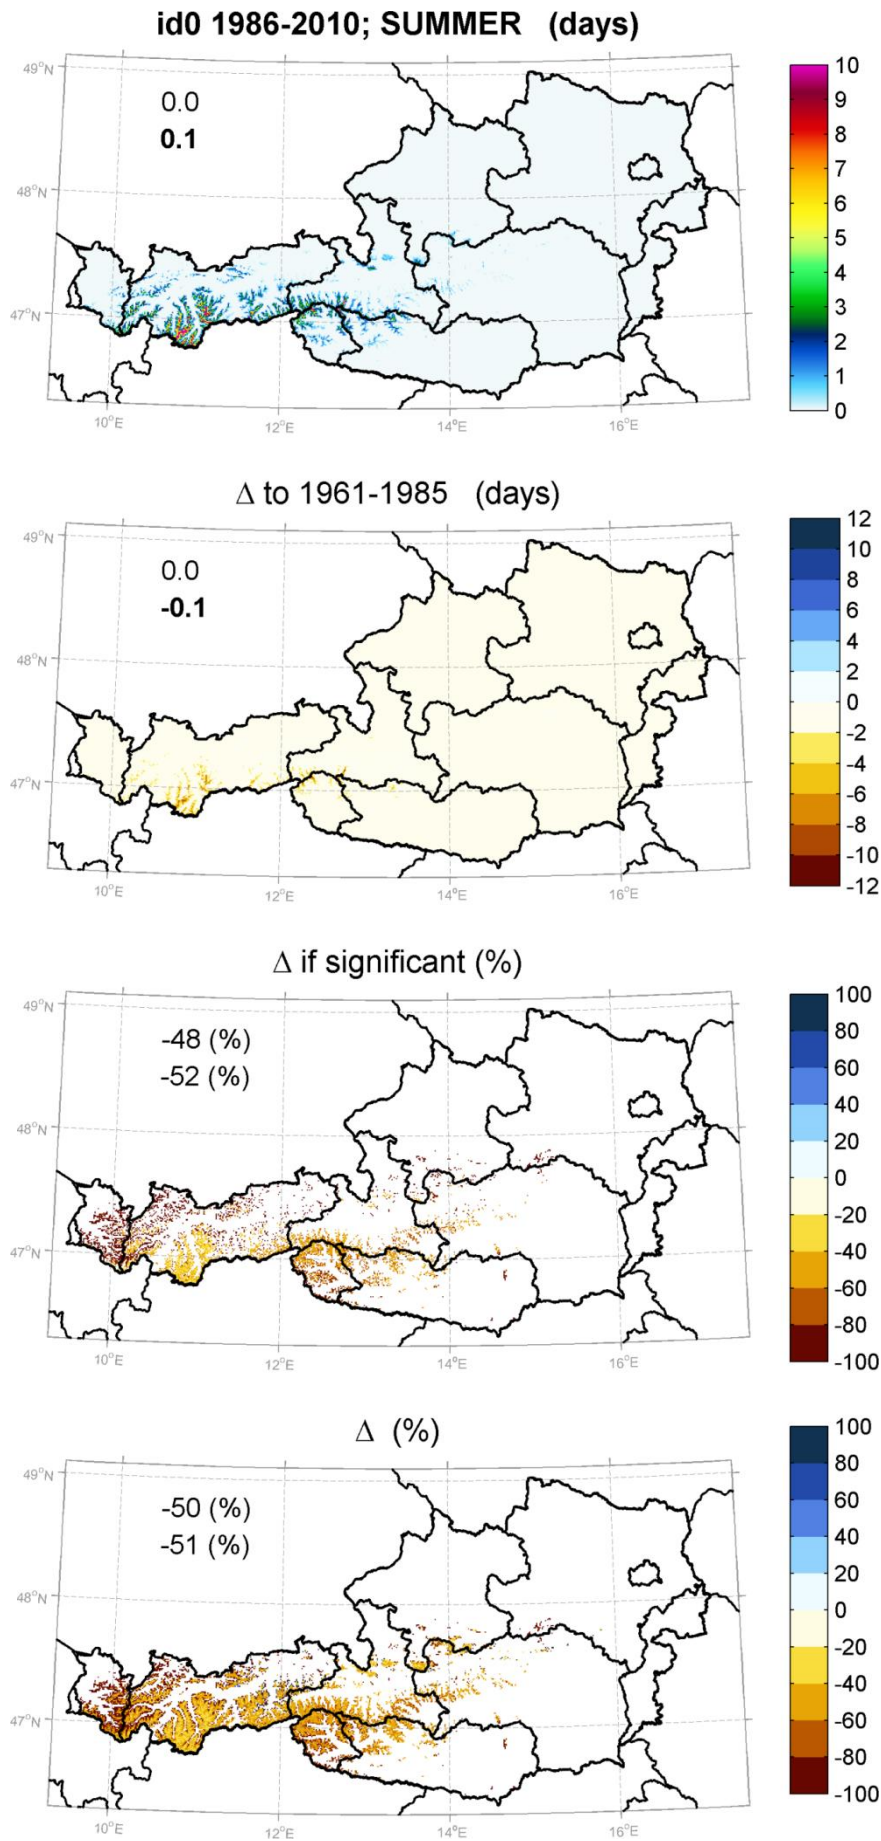 id0 1986-2010; SUMMER (days)
49°N
48°N
47°N
10°E
12°E
14°E
16°E
0.0
0.1
10
9
8
7
6
5
4
3
2
1
0
Δ to 1961-1985 (days)
49°N
48°N
47°N
10°E
12°E
14°E
16°E
0.0
-0.1
12
10
8
6
4
2
0
-2
-4
-6
-8
-10
-12
Δ if significant (%)
49°N
48°N
47°N
10°E
12°E
14°E
16°E
-48 (%)
-52 (%)
100
80
60
40
20
0
-20
-40
-60
-80
-100
Δ (%)
49°N
48°N
47°N
10°E
12°E
14°E
16°E
-50 (%)
-51 (%)
100
80
60
40
20
0
-20
-40
-60
-80
-100